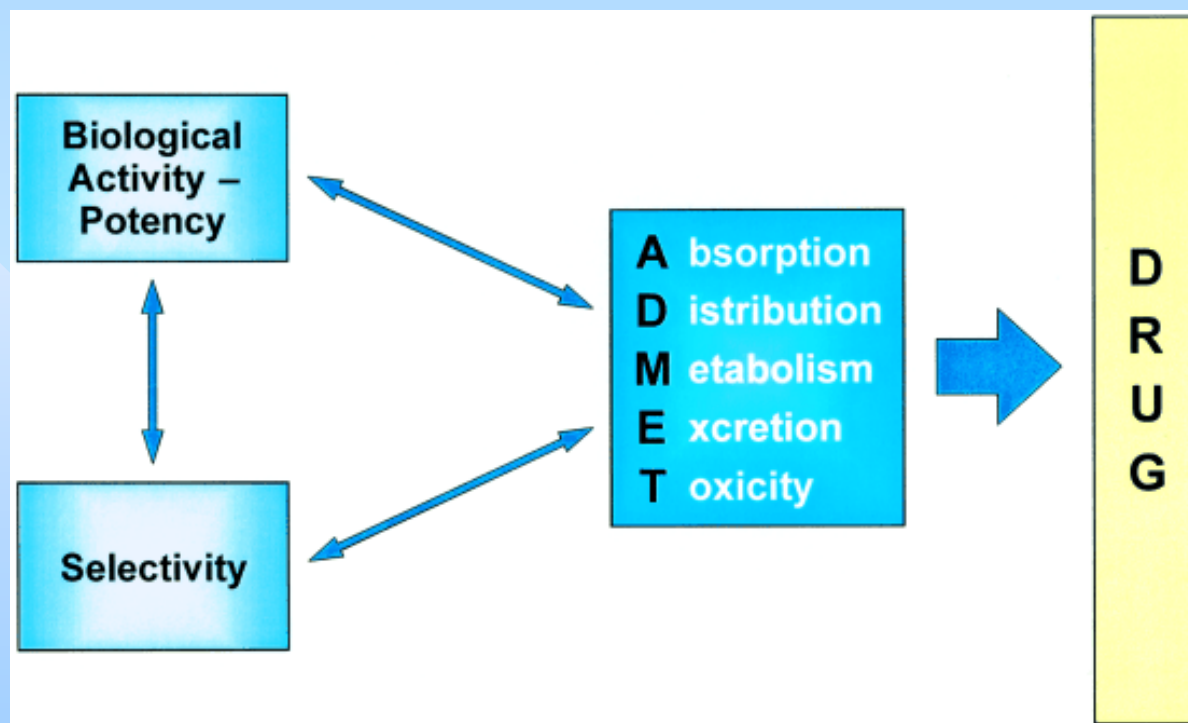 Biological
Activity –
Potency
Selectivity
A bsorption
D istribution
M etabolism
E xcretion
T oxicity
D
R
U
G